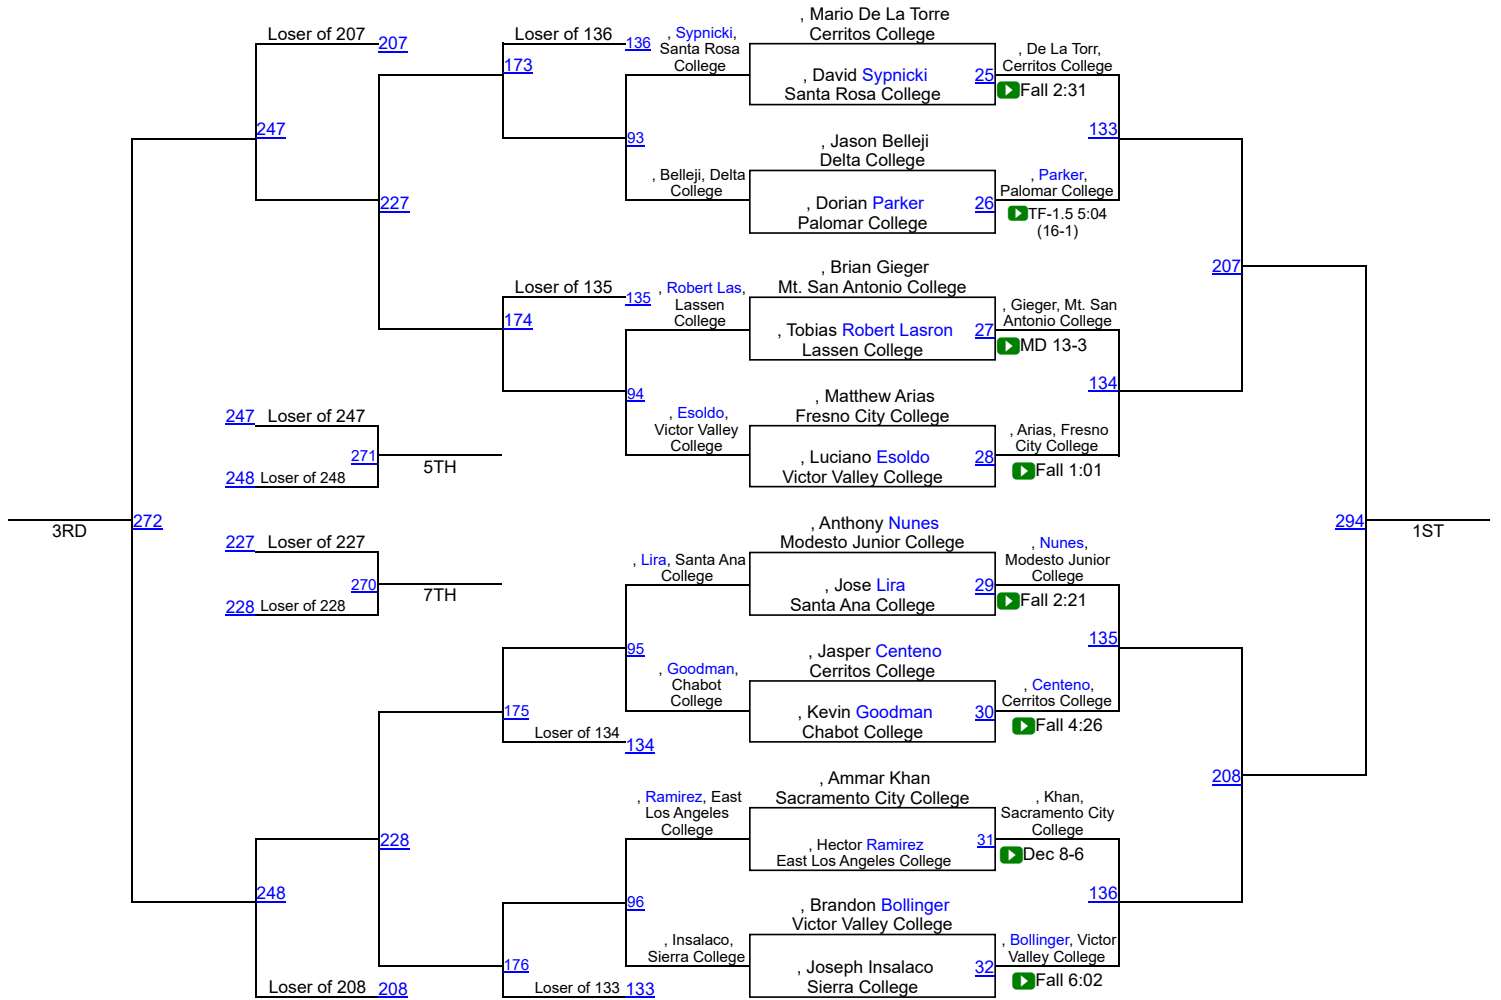 , Mario De La Torre
Cerritos College
Loser of 207
207
Loser of 136
136
, Sypnicki,
Santa Rosa
College
, David Sypnicki
Santa Rosa College
25
, De La Torr,
Cerritos College
Fall 2:31
173
247
93
133
, Jason Belleji
Delta College
, Belleji, Delta
College
, Dorian Parker
Palomar College
26
, Parker,
Palomar College
TF-1.5 5:04
(16-1)
227
207
, Brian Gieger
Mt. San Antonio College
Loser of 135
135
, Robert Las,
Lassen
College
, Tobias Robert Lasron
Lassen College
27
, Gieger, Mt. San
Antonio College
MD 13-3
174
94
134
, Matthew Arias
Fresno City College
247
Loser of 247
, Esoldo,
Victor Valley
College
, Luciano Esoldo
Victor Valley College
28
, Arias, Fresno
City College
Fall 1:01
271
5TH
248
Loser of 248
3RD
272
294
1ST
, Anthony Nunes
Modesto Junior College
227
Loser of 227
, Lira, Santa Ana
College
, Jose Lira
Santa Ana College
29
, Nunes,
Modesto Junior
College
Fall 2:21
270
7TH
228
Loser of 228
95
135
, Jasper Centeno
Cerritos College
, Goodman,
Chabot
College
, Kevin Goodman
Chabot College
30
, Centeno,
Cerritos College
Fall 4:26
175
Loser of 134
134
208
, Ammar Khan
Sacramento City College
, Ramirez, East
Los Angeles
College
, Hector Ramirez
East Los Angeles College
31
, Khan,
Sacramento City
College
Dec 8-6
228
248
96
136
, Brandon Bollinger
Victor Valley College
, Insalaco,
Sierra College
, Joseph Insalaco
Sierra College
32
, Bollinger, Victor
Valley College
Fall 6:02
176
Loser of 208
208
Loser of 133
133